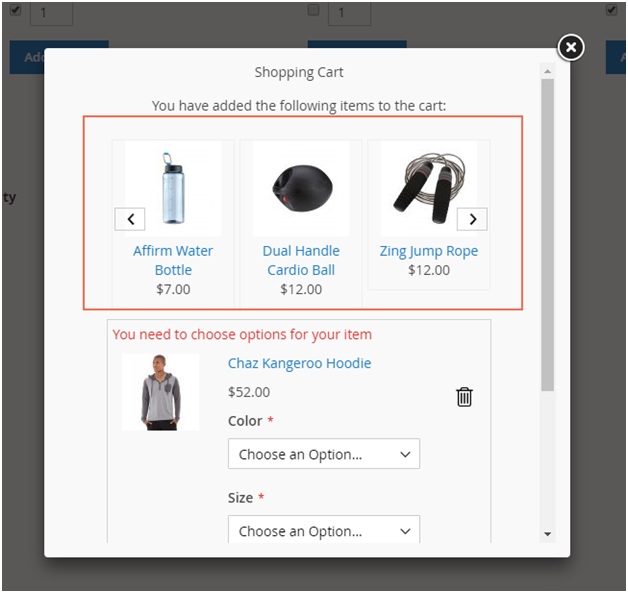 1
1
Add
A
ty
Shopping Cart
You have added the following items to the cart:
Affirm Water
Bottle
$7.00
Dual Handle
Cardio Ball
$12.00
Zing Jump Rope
$12.00
You need to choose options for your item
Chaz Kangeroo Hoodie
$52.00
Color *
Choose an Option...
Size *
Choose an Option...